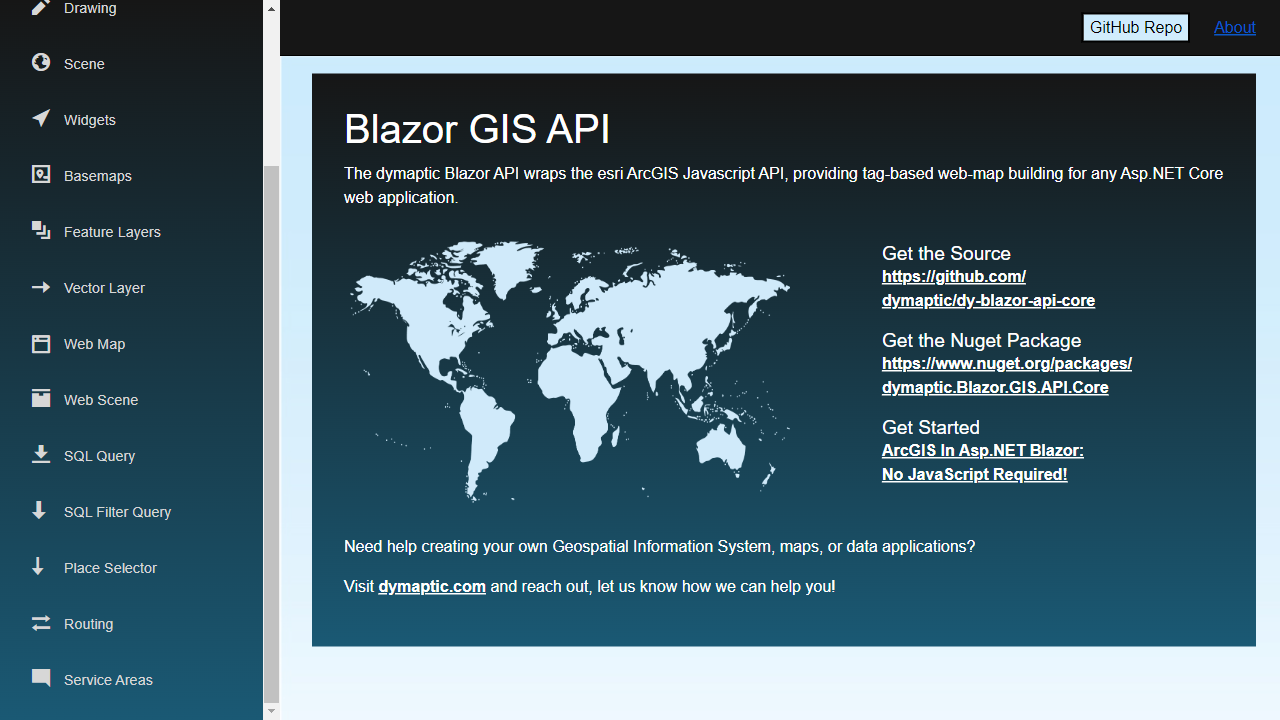 Drawing
Scene
Widgets
Basemaps
Feature Layers
Vector Layer
Web Map
Web Scene
SQL Query
SQL Filter Query
Place Selector
Routing
Service Areas
GitHub Repo
About
Blazor GIS API
The dymaptic Blazor API wraps the esri ArcGIS Javascript API, providing tag-based web-map building for any Asp.NET Core
web application.
Get the Source
https://github.com/
dymaptic/dy-blazor-api-core
Get the Nuget Package
https://www.nuget.org/packages/
dymaptic.Blazor.GIS.API.Core
Get Started
ArcGIS In Asp.NET Blazor:
No JavaScript Required!
Need help creating your own Geospatial Information System, maps, or data applications?
Visit dymaptic.com and reach out, let us know how we can help you!